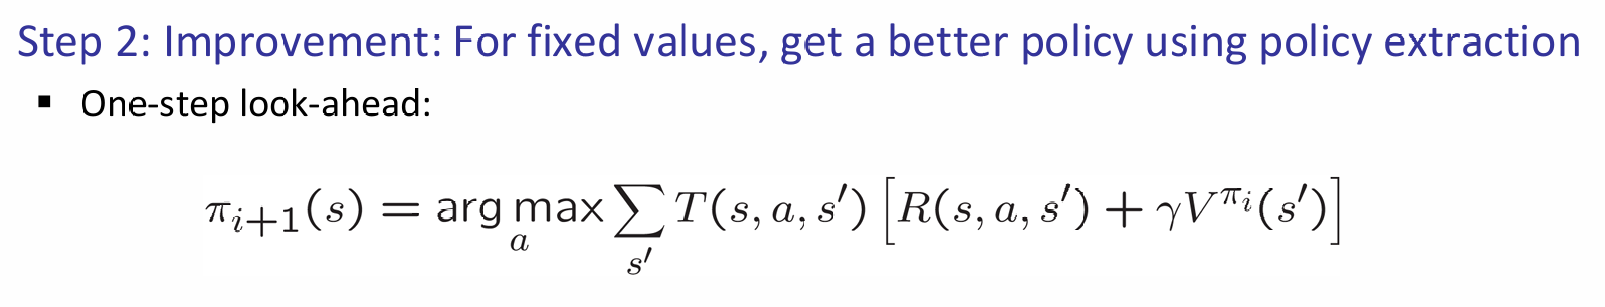 Step 2: Improvement: For fixed values, get a better policy using policy extraction
▪ One-step look-ahead:
π_{i+1}(s) = arg max_a ∑_{s'} T(s, a, s') [R(s, a, s') + γV^{π_i}(s')]